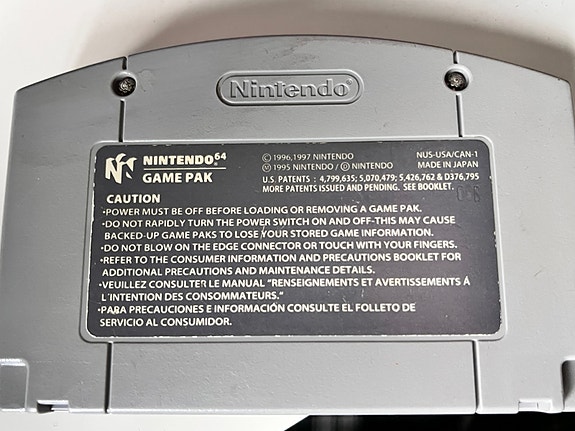 Nintendo®
NINTENDO⁶⁴
GAME PAK
© 1996,1997 NINTENDO
Ⓜ 1995 NINTENDO / Ⓓ NINTENDO
NUS-USA/CAN-1
MADE IN JAPAN
U.S. PATENTS : 4,799,635; 5,070,479; 5,426,762 & D376,795
MORE PATENTS ISSUED AND PENDING. SEE BOOKLET.
CAUTION
•POWER MUST BE OFF BEFORE LOADING OR REMOVING A GAME PAK.
•DO NOT RAPIDLY TURN THE POWER SWITCH ON AND OFF-THIS MAY CAUSE
BACKED-UP GAME PAKS TO LOSE YOUR STORED GAME INFORMATION.
•DO NOT BLOW ON THE EDGE CONNECTOR OR TOUCH WITH YOUR FINGERS.
•REFER TO THE CONSUMER INFORMATION AND PRECAUTIONS BOOKLET FOR
ADDITIONAL PRECAUTIONS AND MAINTENANCE DETAILS.
•VEUILLEZ CONSULTER LE MANUAL "RENSEIGNEMENTS ET AVERTISSEMENTS À
L'INTENTION DES CONSOMMATEURS."
•PARA PRECAUCIONES E INFORMACIÓN CONSULTE EL FOLLETO DE
SERVICIO AL CONSUMIDOR.